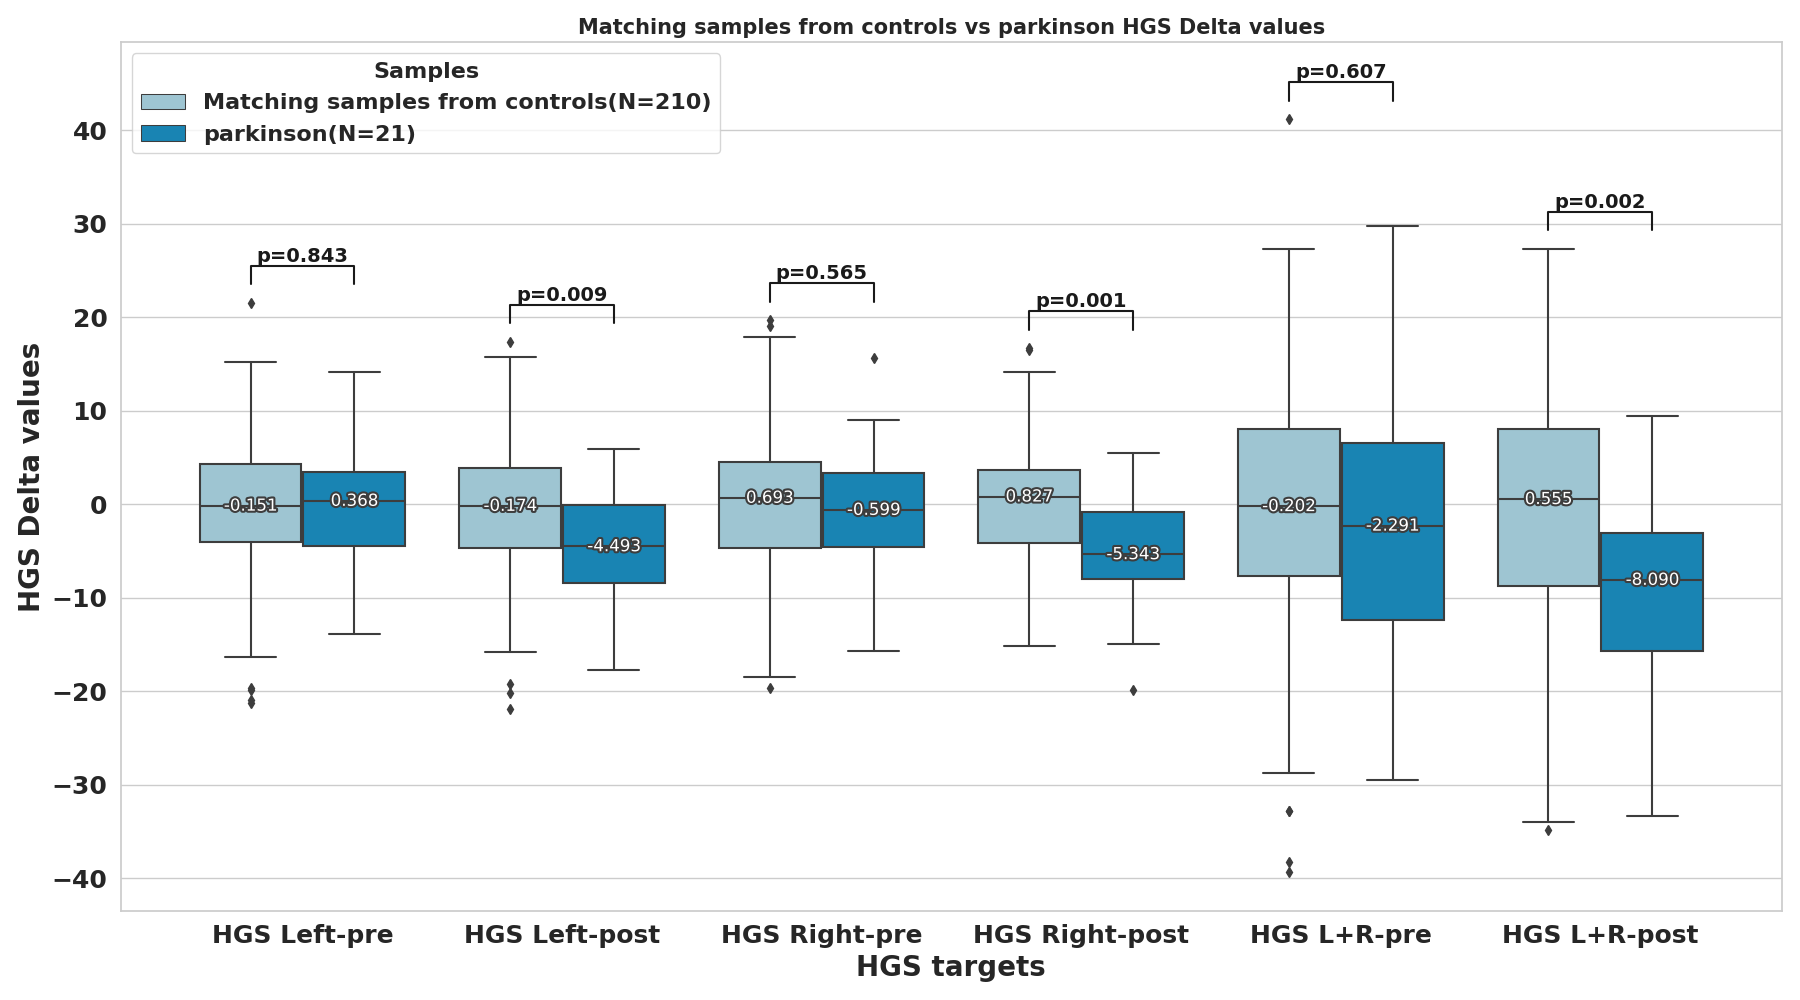 Matching samples from controls vs parkinson HGS Delta values
Samples
Matching samples from controls(N=210)
parkinson(N=21)
HGS Delta values
40
30
20
10
0
−10
−20
−30
−40
p=0.843
p=0.009
p=0.565
p=0.001
p=0.607
p=0.002
-0.151
0.368
-0.174
-4.493
0.693
-0.599
0.827
-5.343
-0.202
-2.291
0.555
-8.090
HGS Left-pre
HGS Left-post
HGS Right-pre
HGS Right-post
HGS L+R-pre
HGS L+R-post
HGS targets